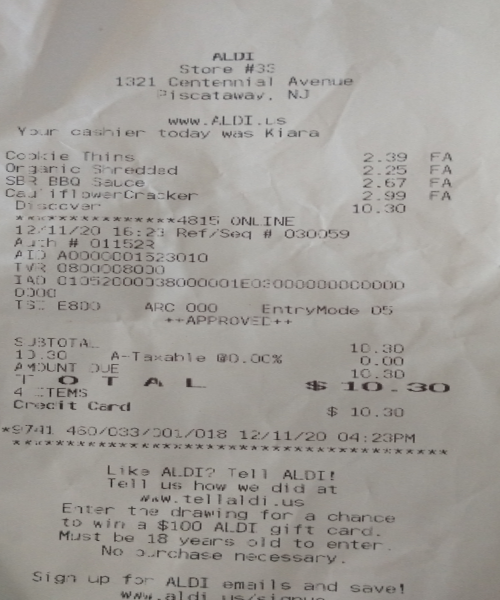 ALDI
Store #33
1321 Centennial Avenue
Piscataway, NJ
www.ALDI.us
Your cashier today was Kiara
Cookie Thins 2.39 FA
Organic Shredded 2.25 FA
SBR BBQ Sauce 2.67 FA
CauliflowerCracker 2.99 FA
Discover 10.30
***************4815 ONLINE
12/11/20 16:23 Ref/Seq # 030059
Auth # 01152R
AID A0000001523010
TVR 0800008000
IAD 0105200038000001E03000000000000
0000
TSI E800 ARC 000 EntryMode 05
++APPROVED++
SUBTOTAL 10.30
10.30 A-Taxable @0.00% 0.00
AMOUNT DUE 10.30
T O T A L $ 10.30
4 ITEMS
Credit Card $ 10.30
*9741 460/033/001/018 12/11/20 04:23PM
******************************************
Like ALDI? Tell ALDI!
Tell us how we did at
www.tellaldi.us
Enter the drawing for a chance
to win a $100 ALDI gift card.
Must be 18 years old to enter.
No purchase necessary.
Sign up for ALDI emails and save!
www.aldi.us/signup